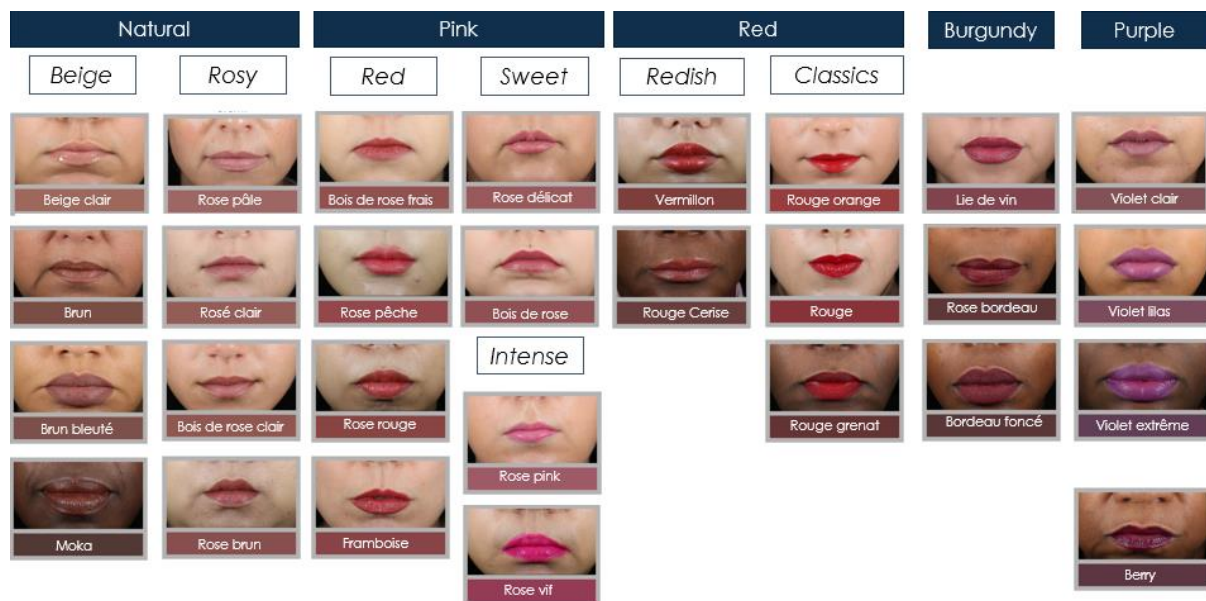 Natural
Pink
Red
Burgundy
Purple
Beige
Rosy
Red
Sweet
Redish
Classics
Beige clair
Rose pâle
Bois de rose frais
Rose délicat
Vermillon
Rouge orange
Lie de vin
Violet clair
Brun
Rosé clair
Rose pêche
Bois de rose
Rouge Cerise
Rouge
Rose bordeau
Violet lilas
Intense
Brun bleuté
Bois de rose clair
Rose rouge
Rouge grenat
Bordeau foncé
Violet extrême
Rose pink
Moka
Rose brun
Framboise
Berry
Rose vif